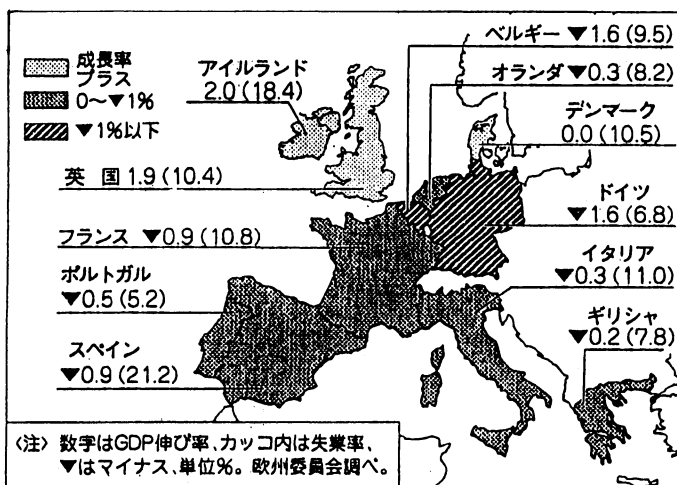 成長率
プラス
0〜▼1%
▼1%以下
アイルランド
2.0(18.4)
ベルギー ▼1.6(9.5)
オランダ ▼0.3(8.2)
デンマーク
0.0(10.5)
英 国 1.9(10.4)
ドイツ
▼1.6(6.8)
フランス ▼0.9(10.8)
イタリア
▼0.3(11.0)
ポルトガル
▼0.5(5.2)
ギリシャ
▼0.2(7.8)
スペイン
▼0.9(21.2)
〈注〉 数字はGDP伸び率、カッコ内は失業率、
▼はマイナス、単位%。欧州委員会調べ。